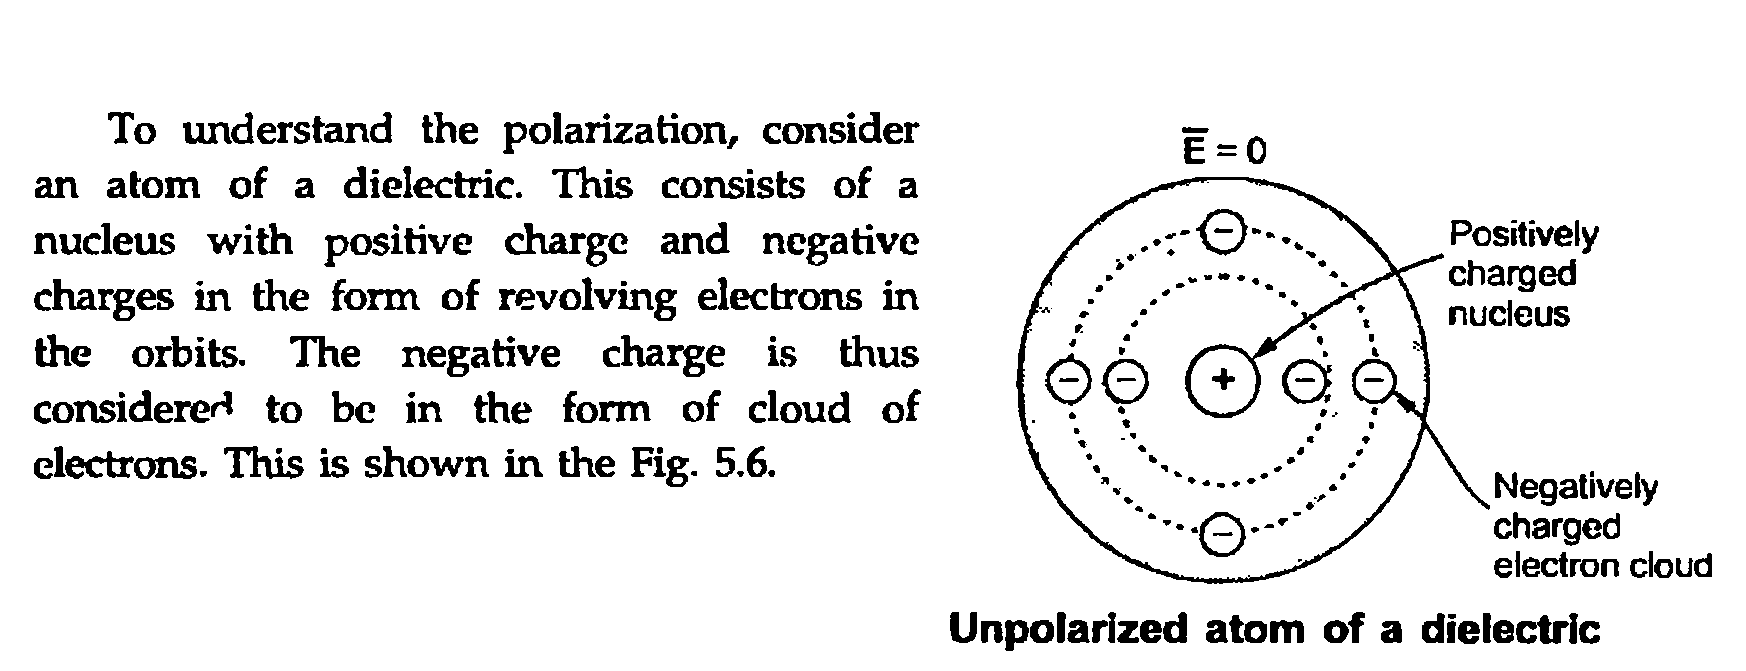 To understand the polarization, consider
an atom of a dielectric. This consists of a
nucleus with positive charge and negative
charges in the form of revolving electrons in
the orbits. The negative charge is thus
considered to be in the form of cloud of
electrons. This is shown in the Fig. 5.6.
E̅ = 0
Positively
charged
nucleus
− − − + − − −
Negatively
charged
electron cloud
Unpolarized atom of a dielectric